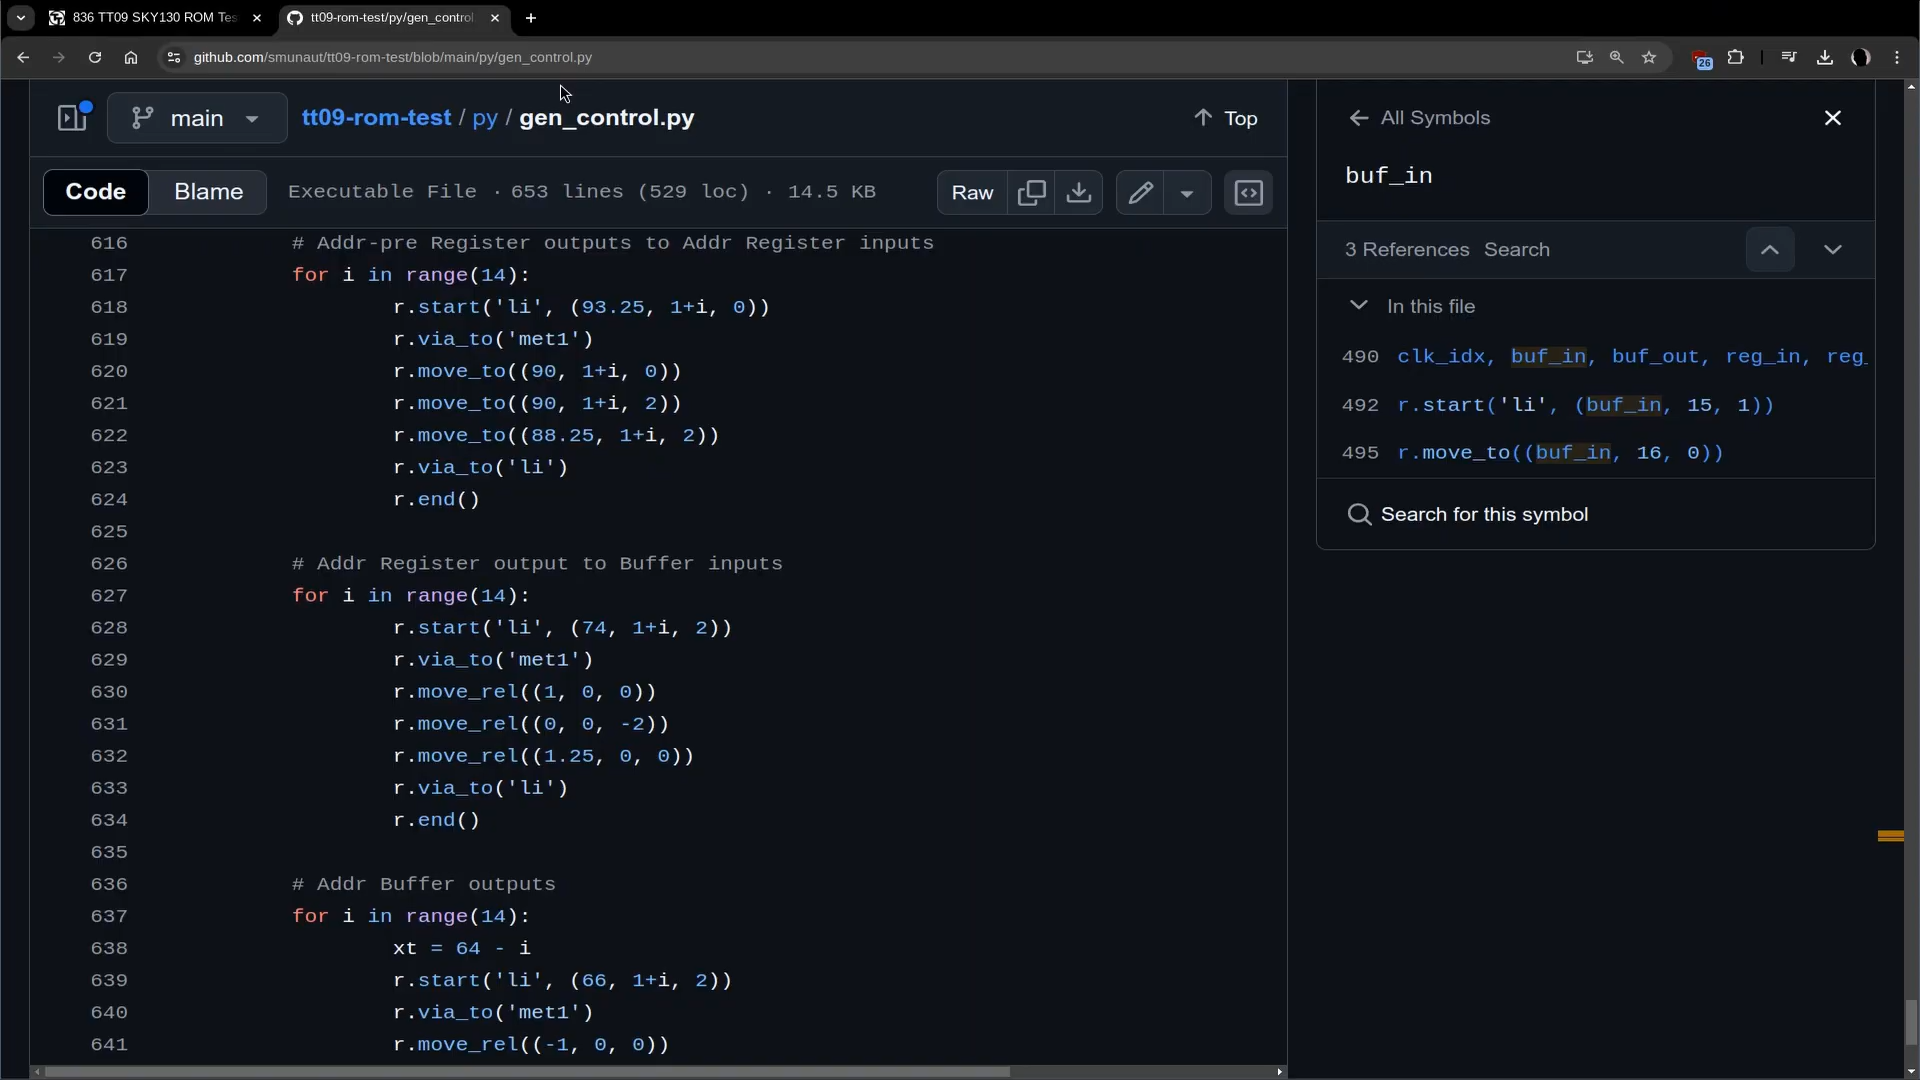 836 TT09 SKY130 ROM Tes
tt09-rom-test/py/gen_control
github.com/smunaut/tt09-rom-test/blob/main/py/gen_control.py
26
main
tt09-rom-test / py / gen_control.py
Top
Code
Blame
Executable File · 653 lines (529 loc) · 14.5 KB
Raw
616 # Addr-pre Register outputs to Addr Register inputs
617 for i in range(14):
618 r.start('li', (93.25, 1+i, 0))
619 r.via_to('met1')
620 r.move_to((90, 1+i, 0))
621 r.move_to((90, 1+i, 2))
622 r.move_to((88.25, 1+i, 2))
623 r.via_to('li')
624 r.end()
625
626 # Addr Register output to Buffer inputs
627 for i in range(14):
628 r.start('li', (74, 1+i, 2))
629 r.via_to('met1')
630 r.move_rel((1, 0, 0))
631 r.move_rel((0, 0, -2))
632 r.move_rel((1.25, 0, 0))
633 r.via_to('li')
634 r.end()
635
636 # Addr Buffer outputs
637 for i in range(14):
638 xt = 64 - i
639 r.start('li', (66, 1+i, 2))
640 r.via_to('met1')
641 r.move_rel((-1, 0, 0))
All Symbols
buf_in
3 References Search
In this file
490 clk_idx, buf_in, buf_out, reg_in, reg_
492 r.start('li', (buf_in, 15, 1))
495 r.move_to((buf_in, 16, 0))
Search for this symbol